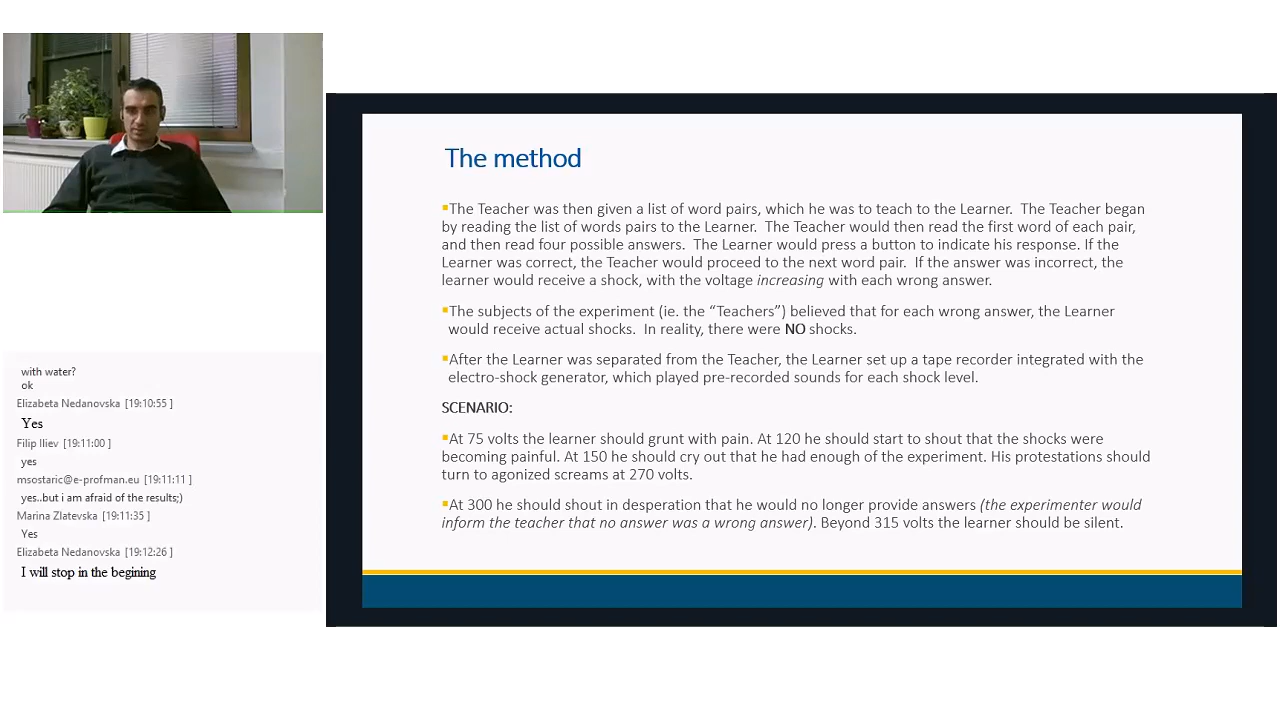 The method
▪The Teacher was then given a list of word pairs, which he was to teach to the Learner.  The Teacher began
by reading the list of words pairs to the Learner.  The Teacher would then read the first word of each pair,
and then read four possible answers.  The Learner would press a button to indicate his response. If the
Learner was correct, the Teacher would proceed to the next word pair.  If the answer was incorrect, the
learner would receive a shock, with the voltage increasing with each wrong answer.
▪The subjects of the experiment (ie. the “Teachers”) believed that for each wrong answer, the Learner
would receive actual shocks.  In reality, there were NO shocks.
▪After the Learner was separated from the Teacher, the Learner set up a tape recorder integrated with the
electro-shock generator, which played pre-recorded sounds for each shock level.
SCENARIO:
▪At 75 volts the learner should grunt with pain. At 120 he should start to shout that the shocks were
becoming painful. At 150 he should cry out that he had enough of the experiment. His protestations should
turn to agonized screams at 270 volts.
▪At 300 he should shout in desperation that he would no longer provide answers (the experimenter would
inform the teacher that no answer was a wrong answer). Beyond 315 volts the learner should be silent.
with water?
ok
Elizabeta Nedanovska [19:10:55 ]
Yes
Filip Iliev [19:11:00 ]
yes
msostaric@e-profman.eu [19:11:11 ]
yes..but i am afraid of the results;)
Marina Zlatevska [19:11:35 ]
Yes
Elizabeta Nedanovska [19:12:26 ]
I will stop in the begining